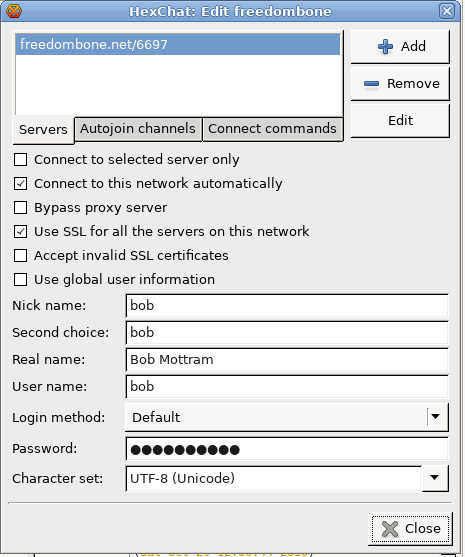 HexChat: Edit freedombone
freedombone.net/6697
Add
Remove
Edit
Servers
Autojoin channels
Connect commands
Connect to selected server only
Connect to this network automatically
Bypass proxy server
Use SSL for all the servers on this network
Accept invalid SSL certificates
Use global user information
Nick name: bob
Second choice: bob
Real name: Bob Mottram
User name: bob
Login method: Default
Password: ●●●●●●●●●●
Character set: UTF-8 (Unicode)
Close